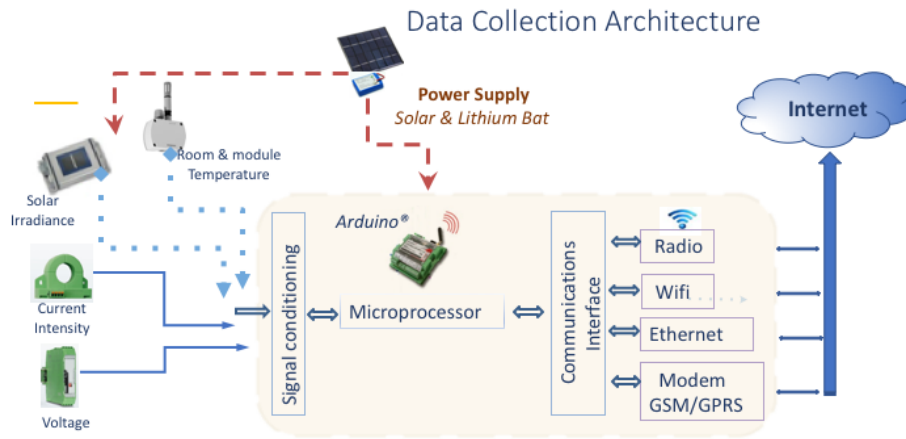 Data Collection Architecture
Power Supply
Solar & Lithium Bat
Internet
Room & module
Temperature
Solar
Irradiance
Arduino®
Signal conditioning
Microprocessor
Communications
Interface
Radio
Wifi
Ethernet
Modem
GSM/GPRS
Current
Intensity
Voltage